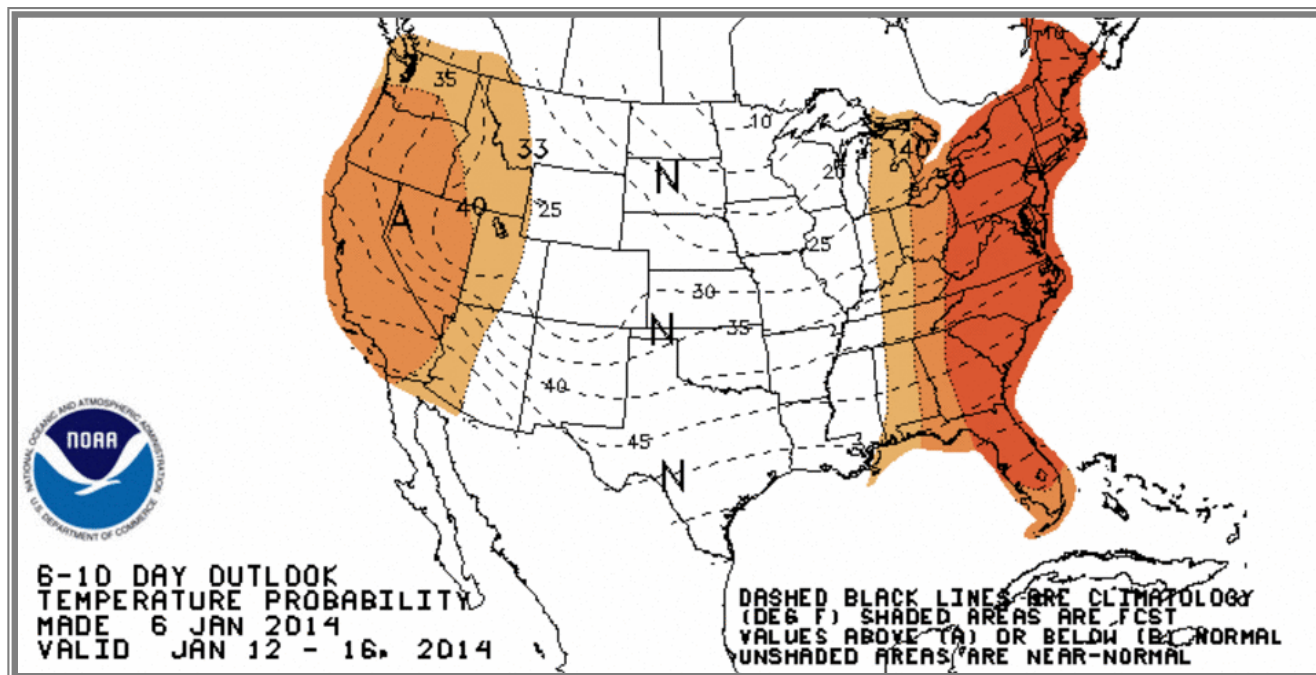 10
35
33
40
A
25
N
10
25
25
40
50
A
30
N
35
40
45
N
NOAA
NATIONAL OCEANIC AND ATMOSPHERIC ADMINISTRATION
U.S. DEPARTMENT OF COMMERCE
6-10 DAY OUTLOOK
TEMPERATURE PROBABILITY
MADE 6 JAN 2014
VALID JAN 12 - 16, 2014
DASHED BLACK LINES ARE CLIMATOLOGY
(DEG F) SHADED AREAS ARE FCST
VALUES ABOVE (A) OR BELOW (B) NORMAL
UNSHADED AREAS ARE NEAR-NORMAL